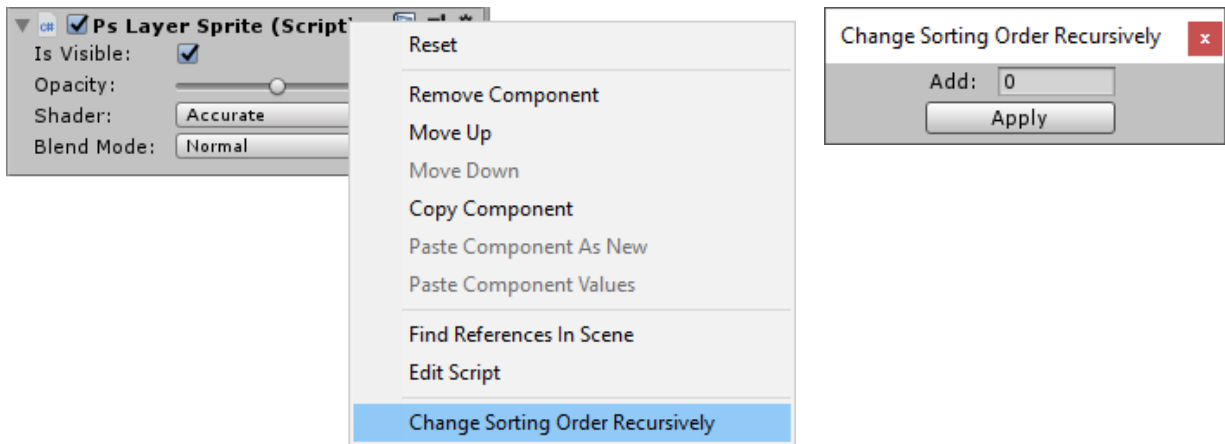 Ps Layer Sprite (Script)
Is Visible:
Opacity:
Shader: Accurate
Blend Mode: Normal
Reset
Remove Component
Move Up
Move Down
Copy Component
Paste Component As New
Paste Component Values
Find References In Scene
Edit Script
Change Sorting Order Recursively
Change Sorting Order Recursively x
Add: 0
Apply